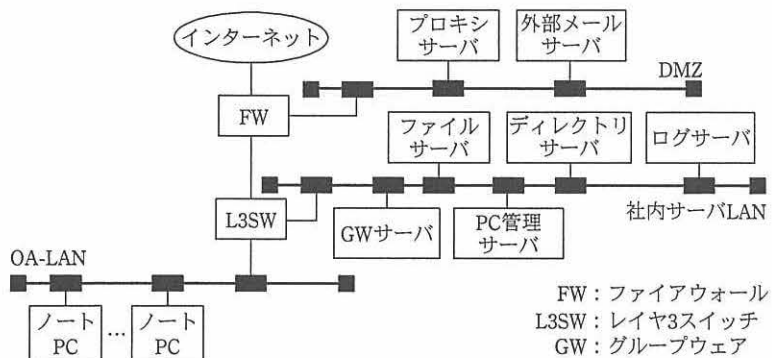 インターネット
プロキシ
サーバ
外部メール
サーバ
DMZ
FW
ファイル
サーバ
ディレクトリ
サーバ
ログサーバ
L3SW
GWサーバ
PC管理
サーバ
社内サーバLAN
OA-LAN
ノート
PC
...
ノート
PC
FW：ファイアウォール
L3SW：レイヤ3スイッチ
GW：グループウェア